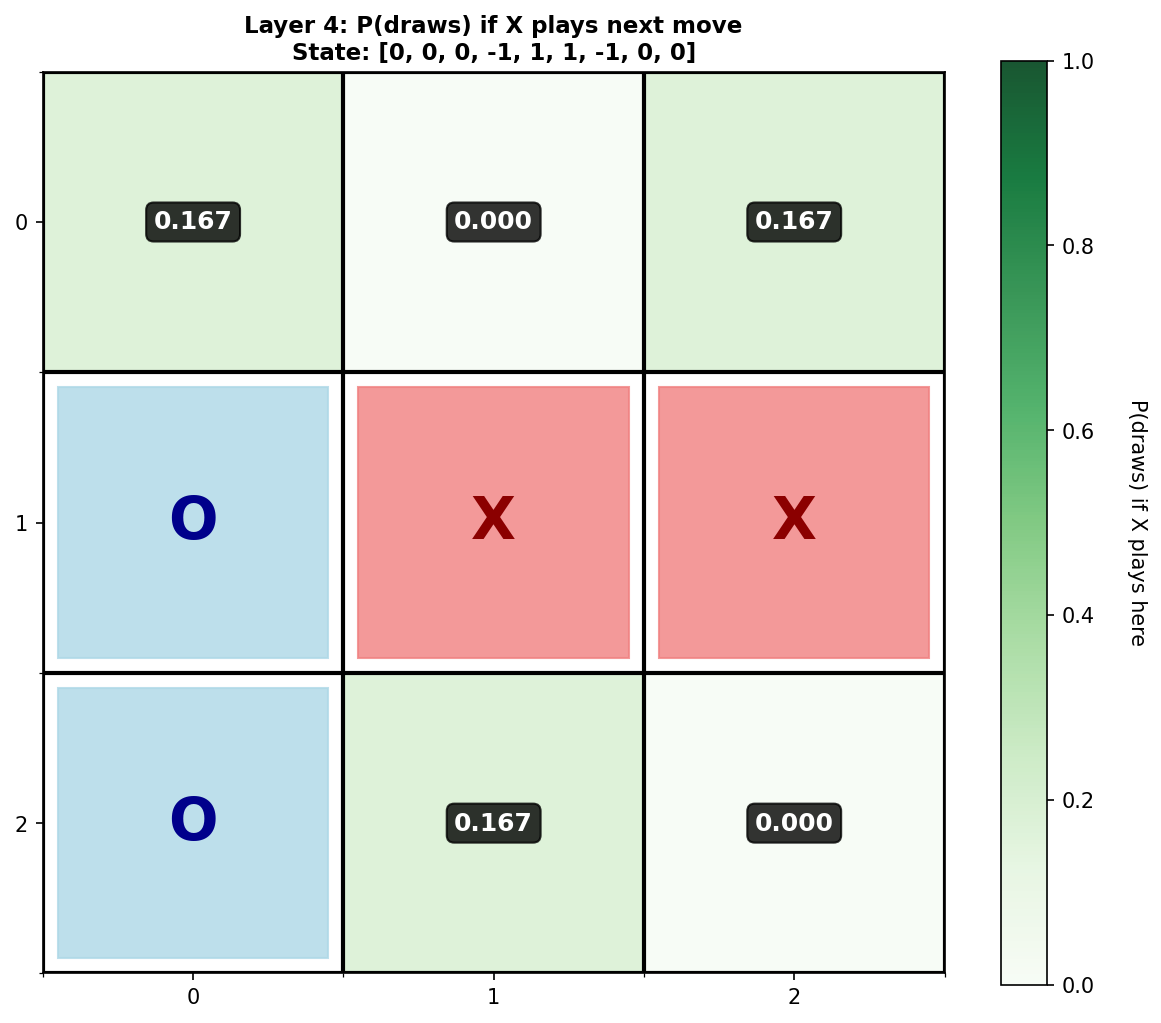 Layer 4: P(draws) if X plays next move
State: [0, 0, 0, -1, 1, 1, -1, 0, 0]
0.167
0.000
0.167
O
X
X
O
0.167
0.000
0
1
2
0
1
2
1.0
0.8
0.6
0.4
0.2
0.0
P(draws) if X plays here